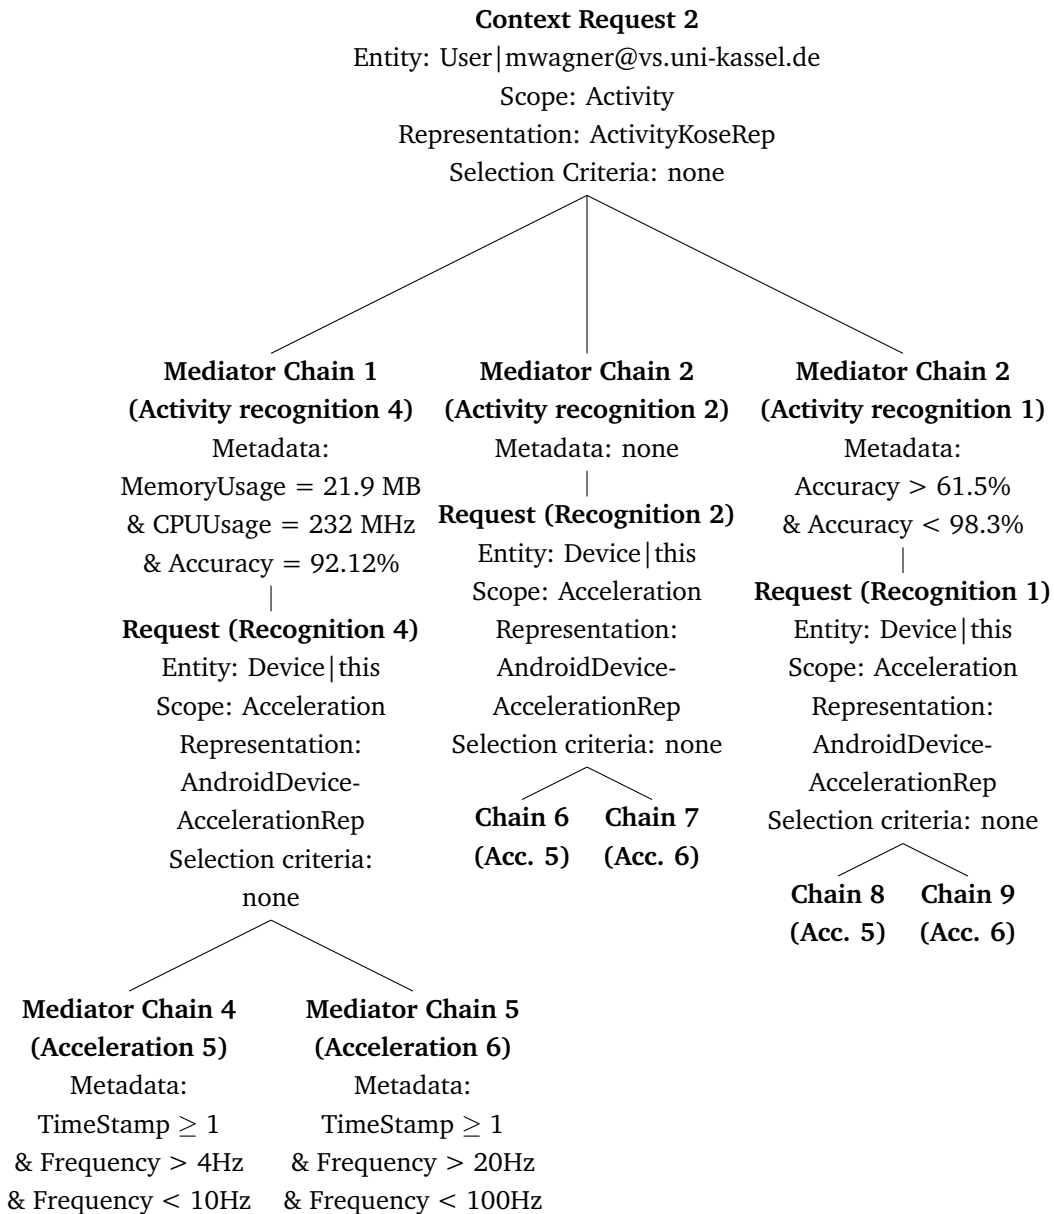 Context Request 2
Entity: User|mwagner@vs.uni-kassel.de
Scope: Activity
Representation: ActivityKoseRep
Selection Criteria: none
Mediator Chain 1
(Activity recognition 4)
Metadata:
MemoryUsage = 21.9 MB
& CPUUsage = 232 MHz
& Accuracy = 92.12%
Request (Recognition 4)
Entity: Device|this
Scope: Acceleration
Representation:
AndroidDevice-
AccelerationRep
Selection criteria:
none
Mediator Chain 4
(Acceleration 5)
Metadata:
TimeStamp ≥ 1
& Frequency > 4Hz
& Frequency < 10Hz
Mediator Chain 5
(Acceleration 6)
Metadata:
TimeStamp ≥ 1
& Frequency > 20Hz
& Frequency < 100Hz
Mediator Chain 2
(Activity recognition 2)
Metadata: none
Request (Recognition 2)
Entity: Device|this
Scope: Acceleration
Representation:
AndroidDevice-
AccelerationRep
Selection criteria: none
Chain 6
(Acc. 5)
Chain 7
(Acc. 6)
Mediator Chain 2
(Activity recognition 1)
Metadata:
Accuracy > 61.5%
& Accuracy < 98.3%
Request (Recognition 1)
Entity: Device|this
Scope: Acceleration
Representation:
AndroidDevice-
AccelerationRep
Selection criteria: none
Chain 8
(Acc. 5)
Chain 9
(Acc. 6)